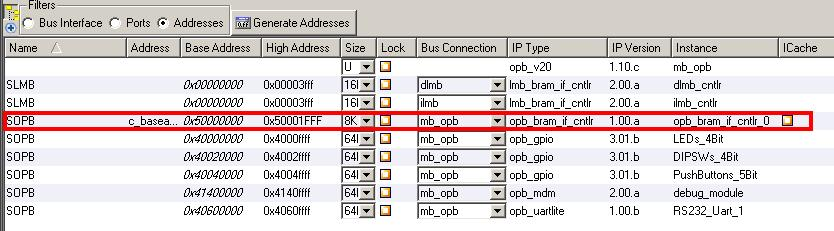 Filters
Bus Interface Ports Addresses Generate Addresses
Name Address Base Address High Address Size Lock Bus Connection IP Type IP Version Instance ICache
U opb_v20 1.10.c mb_opb
SLMB 0x00000000 0x00003fff 16 dlmb lmb_bram_if_cntlr 2.00.a dlmb_cntlr
SLMB 0x00000000 0x00003fff 16 ilmb lmb_bram_if_cntlr 2.00.a ilmb_cntlr
SOPB c_basea... 0x50000000 0x50001FFF 8K mb_opb opb_bram_if_cntlr 1.00.a opb_bram_if_cntlr_0
SOPB 0x40000000 0x4000ffff 64 mb_opb opb_gpio 3.01.b LEDs_4Bit
SOPB 0x40020000 0x4002ffff 64 mb_opb opb_gpio 3.01.b DIPSWs_4Bit
SOPB 0x40040000 0x4004ffff 64 mb_opb opb_gpio 3.01.b PushButtons_5Bit
SOPB 0x41400000 0x4140ffff 64 mb_opb opb_mdm 2.00.a debug_module
SOPB 0x40600000 0x4060ffff 64 mb_opb opb_uartlite 1.00.b RS232_Uart_1